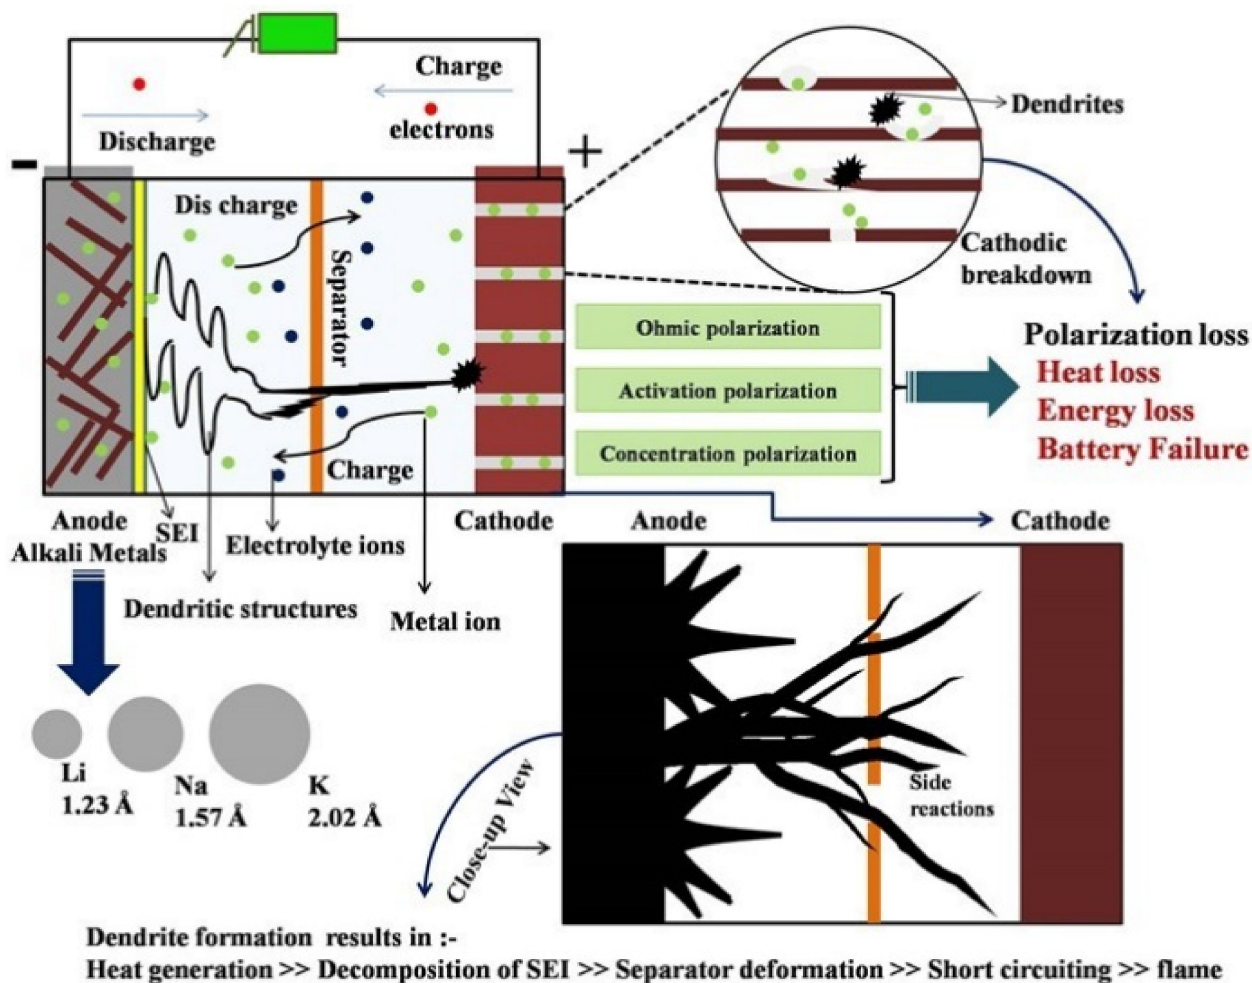 Charge
electrons
Discharge
-
+
Dendrites
Cathodic
breakdown
Dis charge
Separator
Charge
Ohmic polarization
Activation polarization
Concentration polarization
Polarization loss
Heat loss
Energy loss
Battery Failure
Anode
Alkali Metals
SEI
Electrolyte ions
Cathode
Dendritic structures
Metal ion
Anode
Cathode
Li
1.23 Å
Na
1.57 Å
K
2.02 Å
Side
reactions
Close-up View
Dendrite formation results in :-
Heat generation >> Decomposition of SEI >> Separator deformation >> Short circuiting >> flame